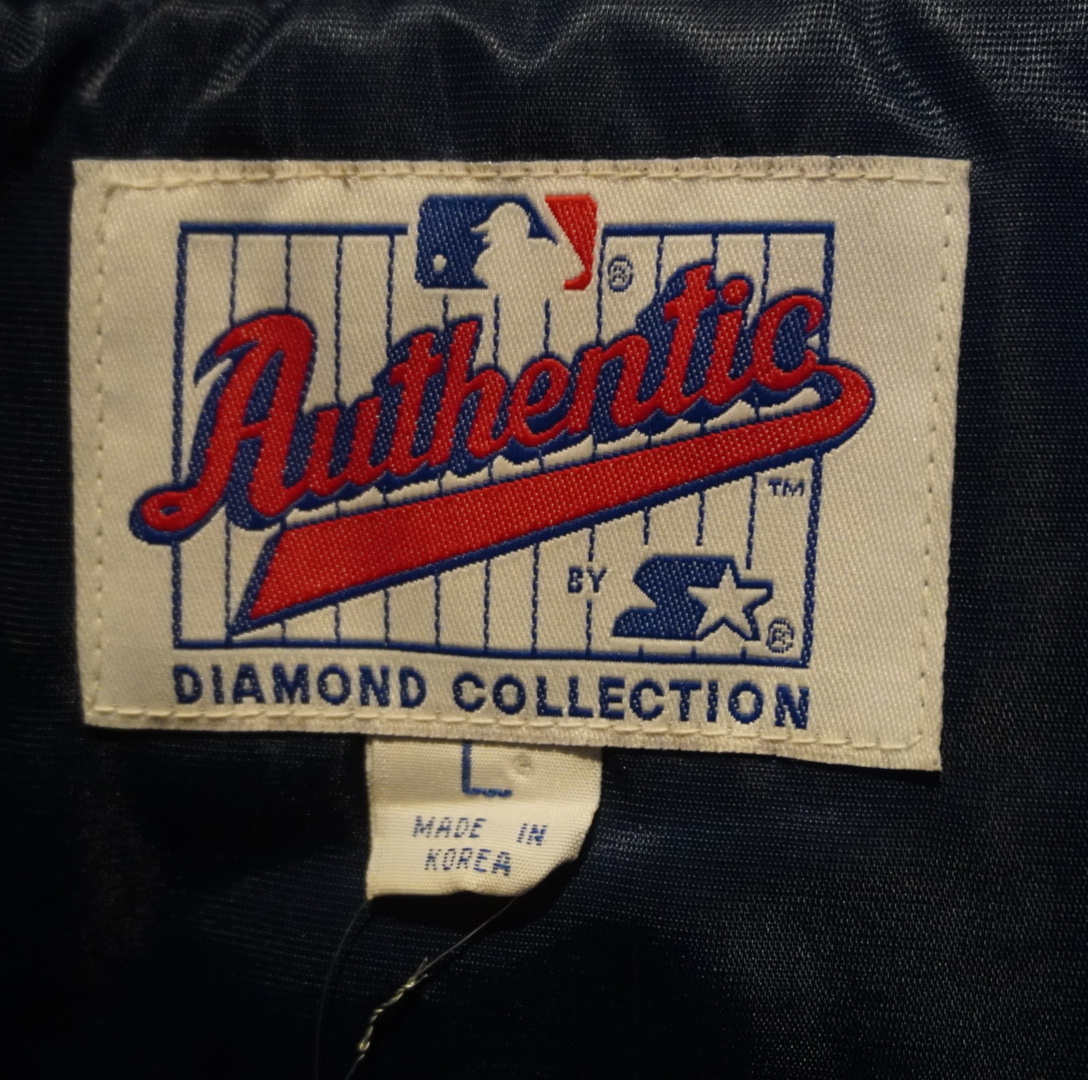 ®
Authentic
™
BY
®
DIAMOND COLLECTION
L
MADE IN
KOREA